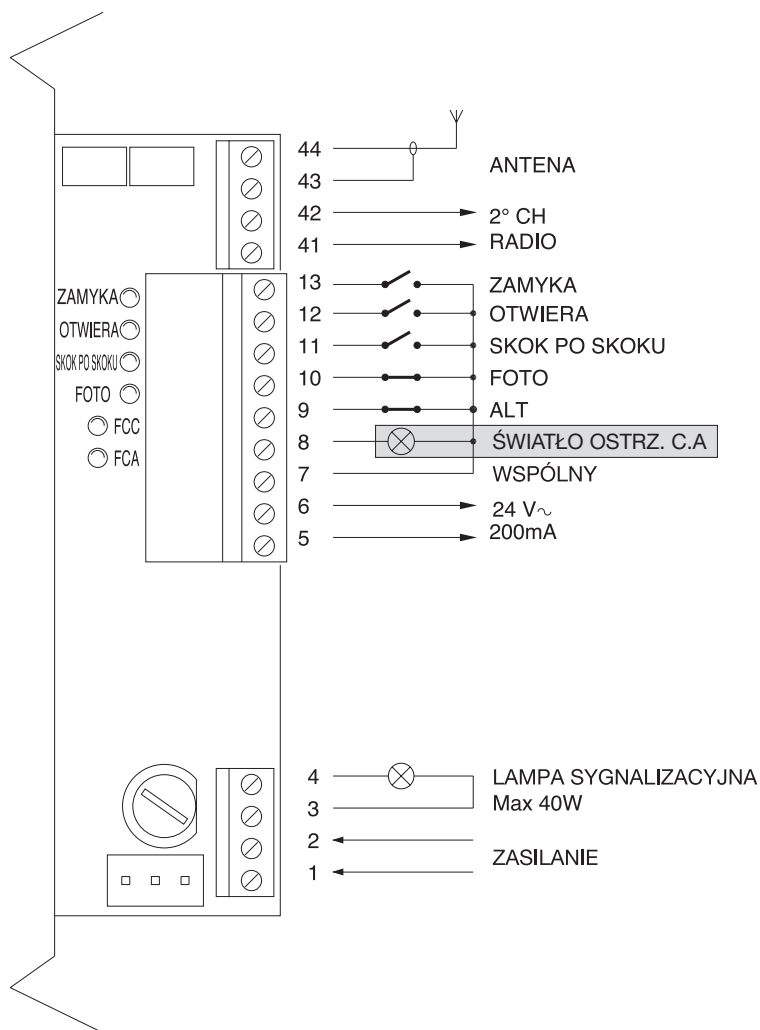 44
43
ANTENA
42
2° CH
41
RADIO
13
ZAMYKA
12
OTWIERA
11
SKOK PO SKOKU
10
FOTO
9
ALT
8
ŚWIATŁO OSTRZ. C.A
7
WSPÓLNY
6
24 V~
5
200mA
ZAMYKA
OTWIERA
SKOK PO SKOKU
FOTO
FCC
FCA
4
LAMPA SYGNALIZACYJNA
3
Max 40W
2
ZASILANIE
1